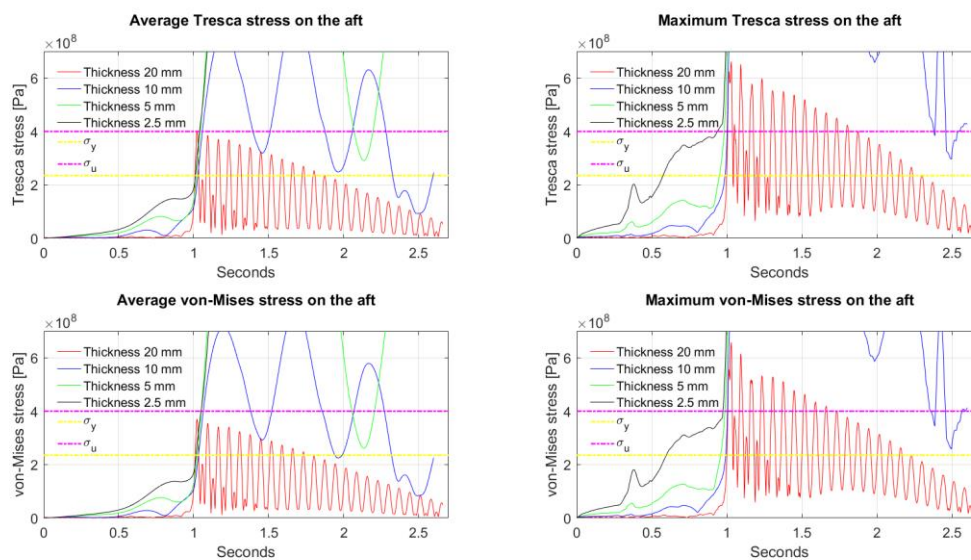 Average Tresca stress on the aft
×10⁸
Tresca stress [Pa]
6
4
2
0
Thickness 20 mm
Thickness 10 mm
Thickness 5 mm
Thickness 2.5 mm
σy
σu
0 0.5 1 1.5 2 2.5
Seconds
Maximum Tresca stress on the aft
×10⁸
Tresca stress [Pa]
6
4
2
0
Thickness 20 mm
Thickness 10 mm
Thickness 5 mm
Thickness 2.5 mm
σy
σu
0 0.5 1 1.5 2 2.5
Seconds
Average von-Mises stress on the aft
×10⁸
von-Mises stress [Pa]
6
4
2
0
Thickness 20 mm
Thickness 10 mm
Thickness 5 mm
Thickness 2.5 mm
σy
σu
0 0.5 1 1.5 2 2.5
Seconds
Maximum von-Mises stress on the aft
×10⁸
von-Mises stress [Pa]
6
4
2
0
Thickness 20 mm
Thickness 10 mm
Thickness 5 mm
Thickness 2.5 mm
σy
σu
0 0.5 1 1.5 2 2.5
Seconds